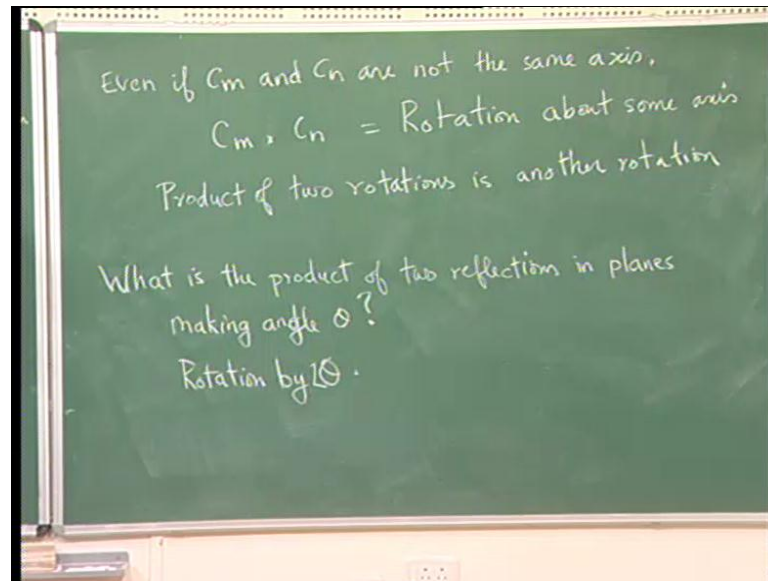 Even if Cm and Cn are not the same axis.
Cm . Cn = Rotation about some axis
Product of two rotations is another rotation
What is the product of two reflections in planes
making angle θ?
Rotation by 2θ.